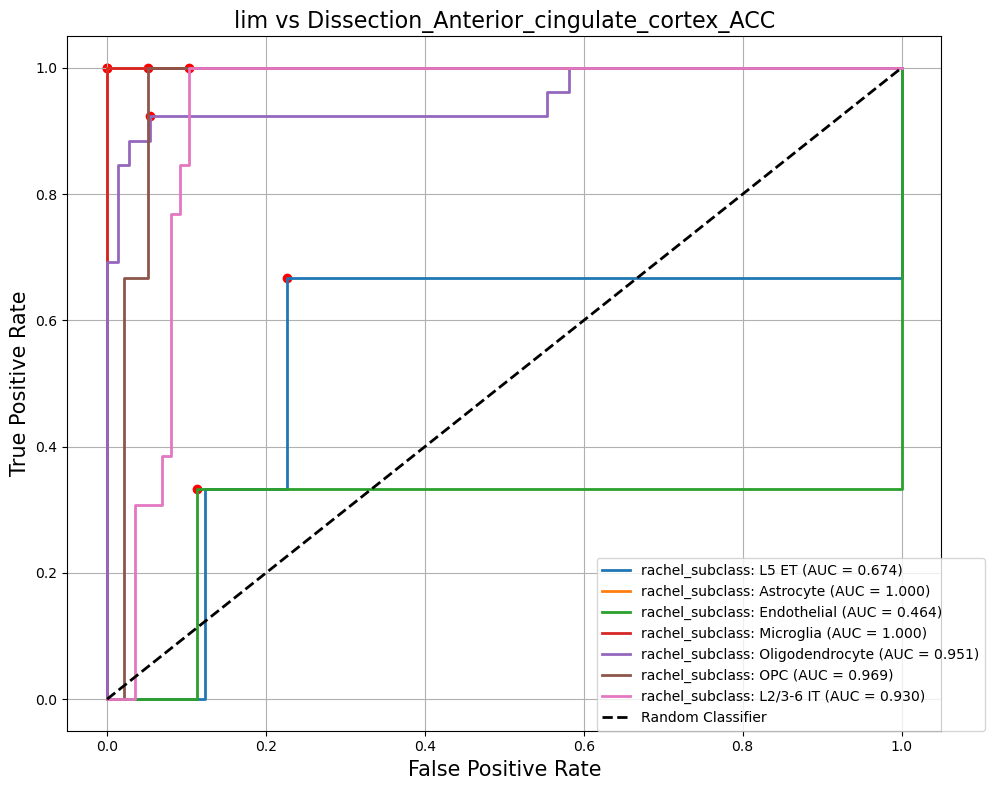 lim vs Dissection_Anterior_cingulate_cortex_ACC
True Positive Rate
1.0
0.8
0.6
0.4
0.2
0.0
rachel_subclass: L5 ET (AUC = 0.674)
rachel_subclass: Astrocyte (AUC = 1.000)
rachel_subclass: Endothelial (AUC = 0.464)
rachel_subclass: Microglia (AUC = 1.000)
rachel_subclass: Oligodendrocyte (AUC = 0.951)
rachel_subclass: OPC (AUC = 0.969)
rachel_subclass: L2/3-6 IT (AUC = 0.930)
Random Classifier
0.0 0.2 0.4 0.6 0.8 1.0
False Positive Rate